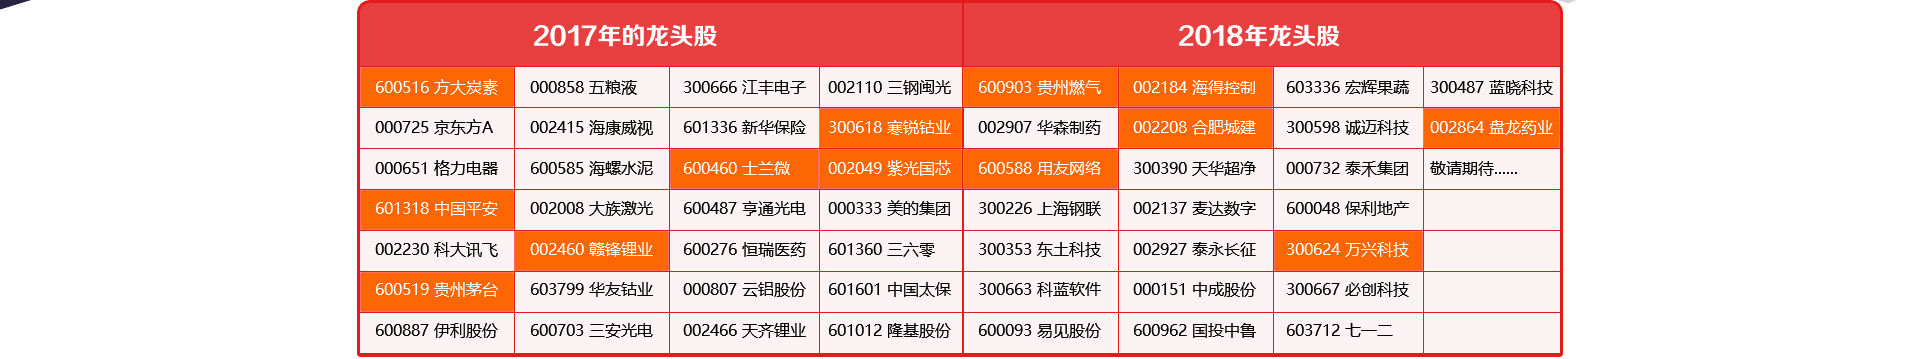 2017年的龙头股 2018年龙头股
600516 方大炭素 000858 五粮液 300666 江丰电子 002110 三钢闽光 600903 贵州燃气 002184 海得控制 603336 宏辉果蔬 300487 蓝晓科技
000725 京东方A 002415 海康威视 601336 新华保险 300618 寒锐钴业 002907 华森制药 002208 合肥城建 300598 诚迈科技 002864 盘龙药业
000651 格力电器 600585 海螺水泥 600460 士兰微 002049 紫光国芯 600588 用友网络 300390 天华超净 000732 泰禾集团 敬请期待......
601318 中国平安 002008 大族激光 600487 亨通光电 000333 美的集团 300226 上海钢联 002137 麦达数字 600048 保利地产
002230 科大讯飞 002460 赣锋锂业 600276 恒瑞医药 601360 三六零 300353 东土科技 002927 泰永长征 300624 万兴科技
600519 贵州茅台 603799 华友钴业 000807 云铝股份 601601 中国太保 300663 科蓝软件 000151 中成股份 300667 必创科技
600887 伊利股份 600703 三安光电 002466 天齐锂业 601012 隆基股份 600093 易见股份 600962 国投中鲁 603712 七一二